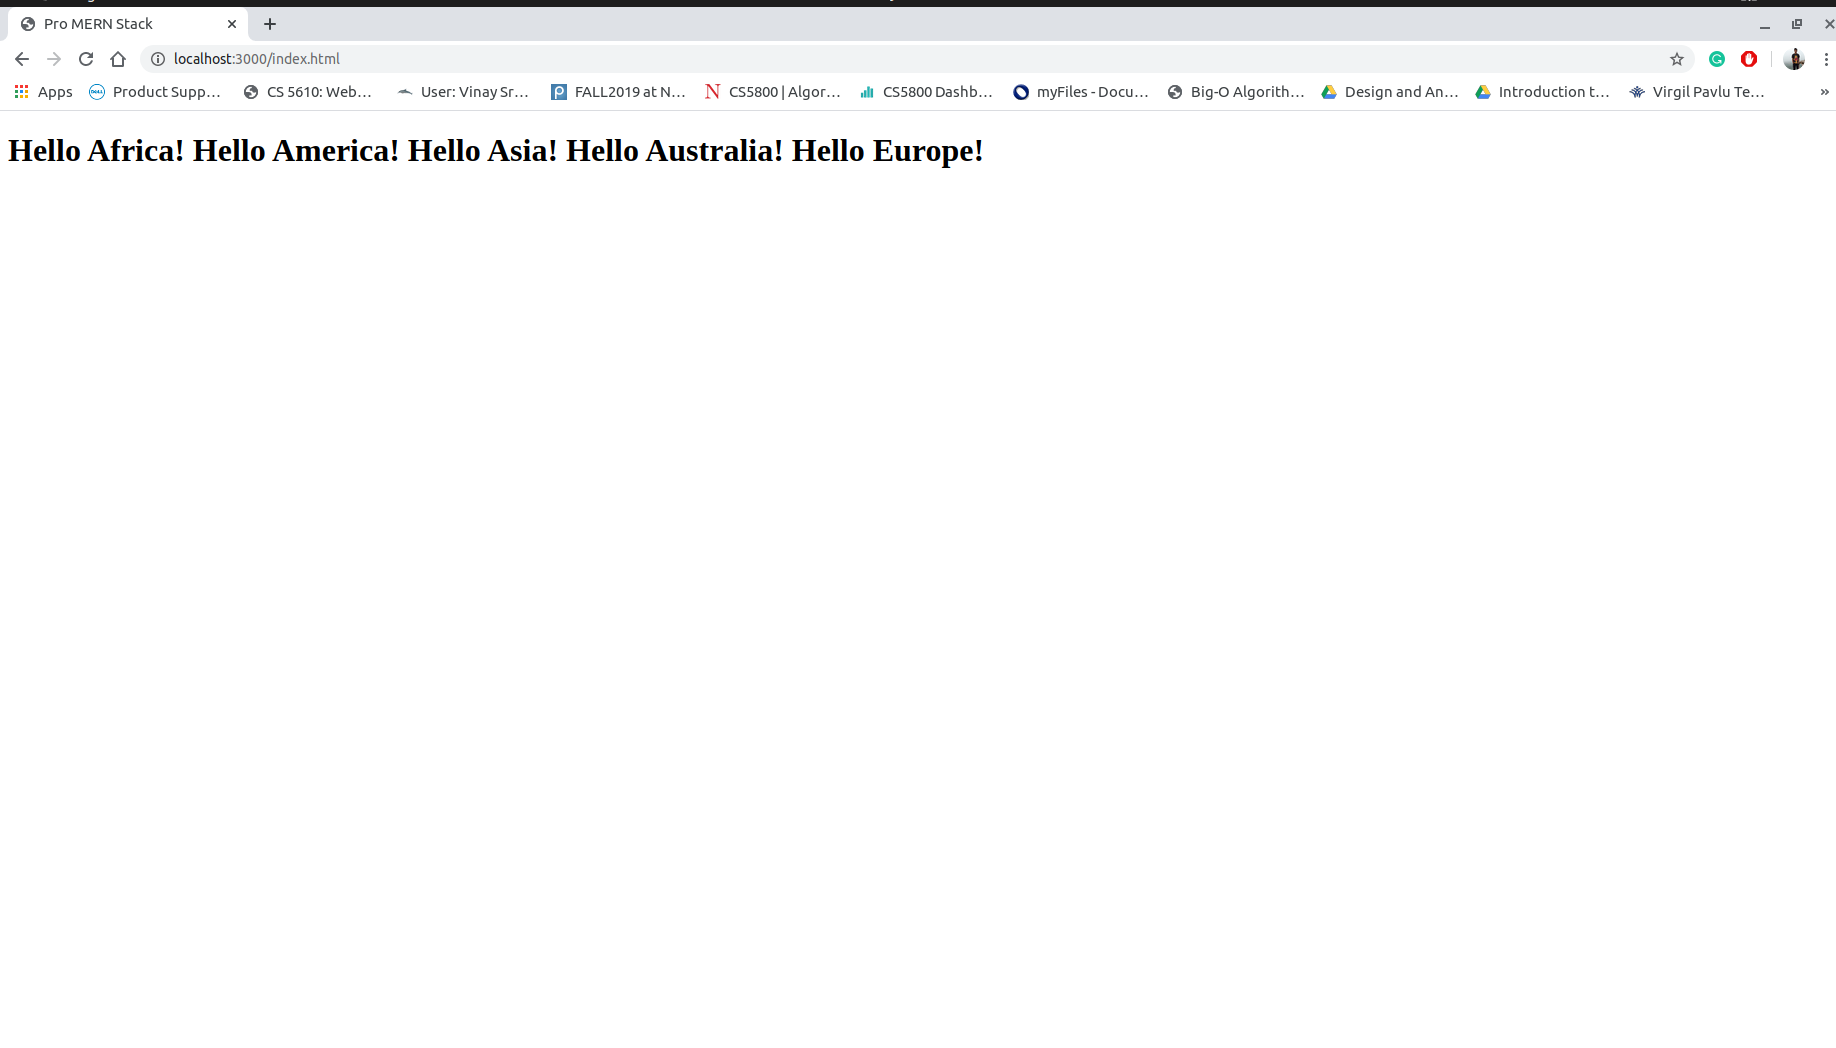 Pro MERN Stack
localhost:3000/index.html
Apps Product Supp... CS 5610: Web... User: Vinay Sr... FALL2019 at N... CS5800 | Algor... CS5800 Dashb... myFiles - Docu... Big-O Algorith... Design and An... Introduction t... Virgil Pavlu Te... »
Hello Africa! Hello America! Hello Asia! Hello Australia! Hello Europe!